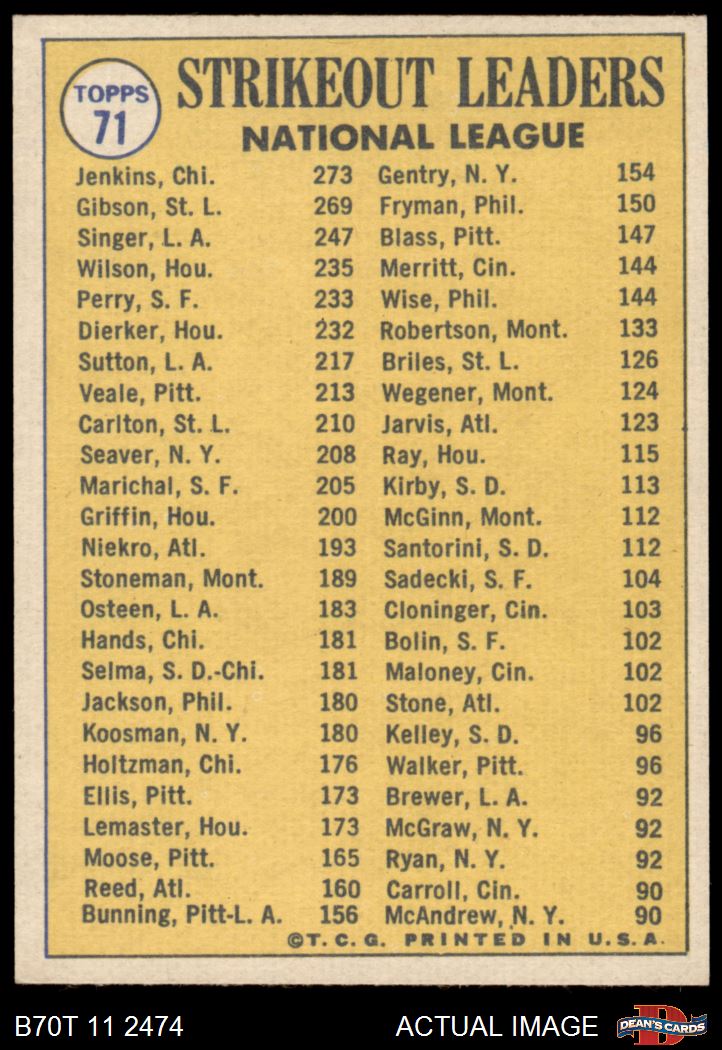 TOPPS
71
STRIKEOUT LEADERS
NATIONAL LEAGUE
Jenkins, Chi. 273 Gentry, N. Y. 154
Gibson, St. L. 269 Fryman, Phil. 150
Singer, L. A. 247 Blass, Pitt. 147
Wilson, Hou. 235 Merritt, Cin. 144
Perry, S. F. 233 Wise, Phil. 144
Dierker, Hou. 232 Robertson, Mont. 133
Sutton, L. A. 217 Briles, St. L. 126
Veale, Pitt. 213 Wegener, Mont. 124
Carlton, St. L. 210 Jarvis, Atl. 123
Seaver, N. Y. 208 Ray, Hou. 115
Marichal, S. F. 205 Kirby, S. D. 113
Griffin, Hou. 200 McGinn, Mont. 112
Niekro, Atl. 193 Santorini, S. D. 112
Stoneman, Mont. 189 Sadecki, S. F. 104
Osteen, L. A. 183 Cloninger, Cin. 103
Hands, Chi. 181 Bolin, S. F. 102
Selma, S. D.-Chi. 181 Maloney, Cin. 102
Jackson, Phil. 180 Stone, Atl. 102
Koosman, N. Y. 180 Kelley, S. D. 96
Holtzman, Chi. 176 Walker, Pitt. 96
Ellis, Pitt. 173 Brewer, L. A. 92
Lemaster, Hou. 173 McGraw, N. Y. 92
Moose, Pitt. 165 Ryan, N. Y. 92
Reed, Atl. 160 Carroll, Cin. 90
Bunning, Pitt-L. A. 156 McAndrew, N. Y. 90
©T. C. G. PRINTED IN U. S. A.
B70T 11 2474 ACTUAL IMAGE DEAN'S CARDS